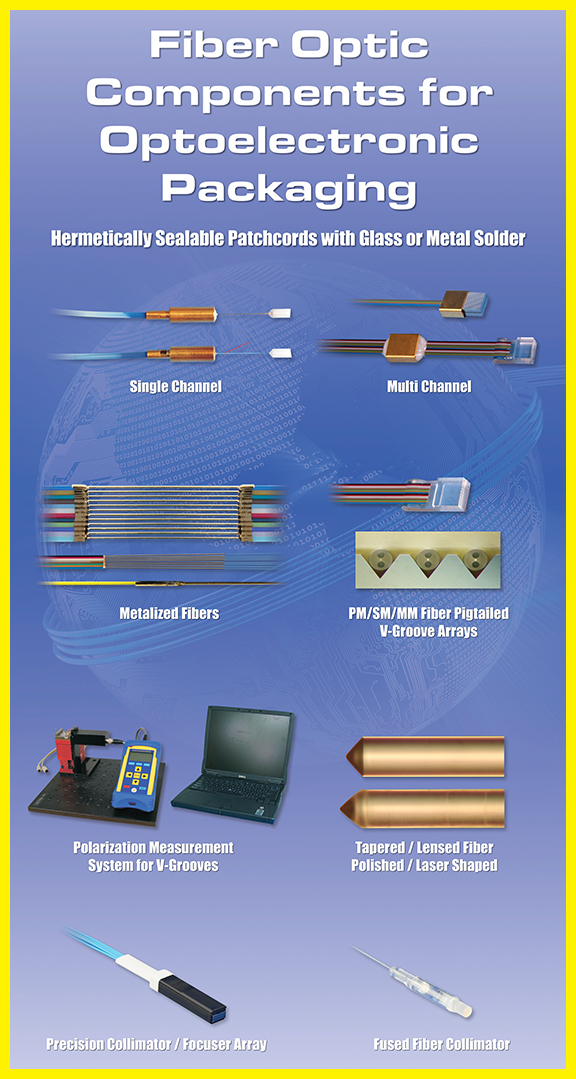 Fiber Optic
Components for
Optoelectronic
Packaging
Hermetically Sealable Patchcords with Glass or Metal Solder
Single Channel
Multi Channel
Metalized Fibers
PM/SM/MM Fiber Pigtailed
V-Groove Arrays
Polarization Measurement
System for V-Grooves
Tapered / Lensed Fiber
Polished / Laser Shaped
Precision Collimator / Focuser Array
Fused Fiber Collimator